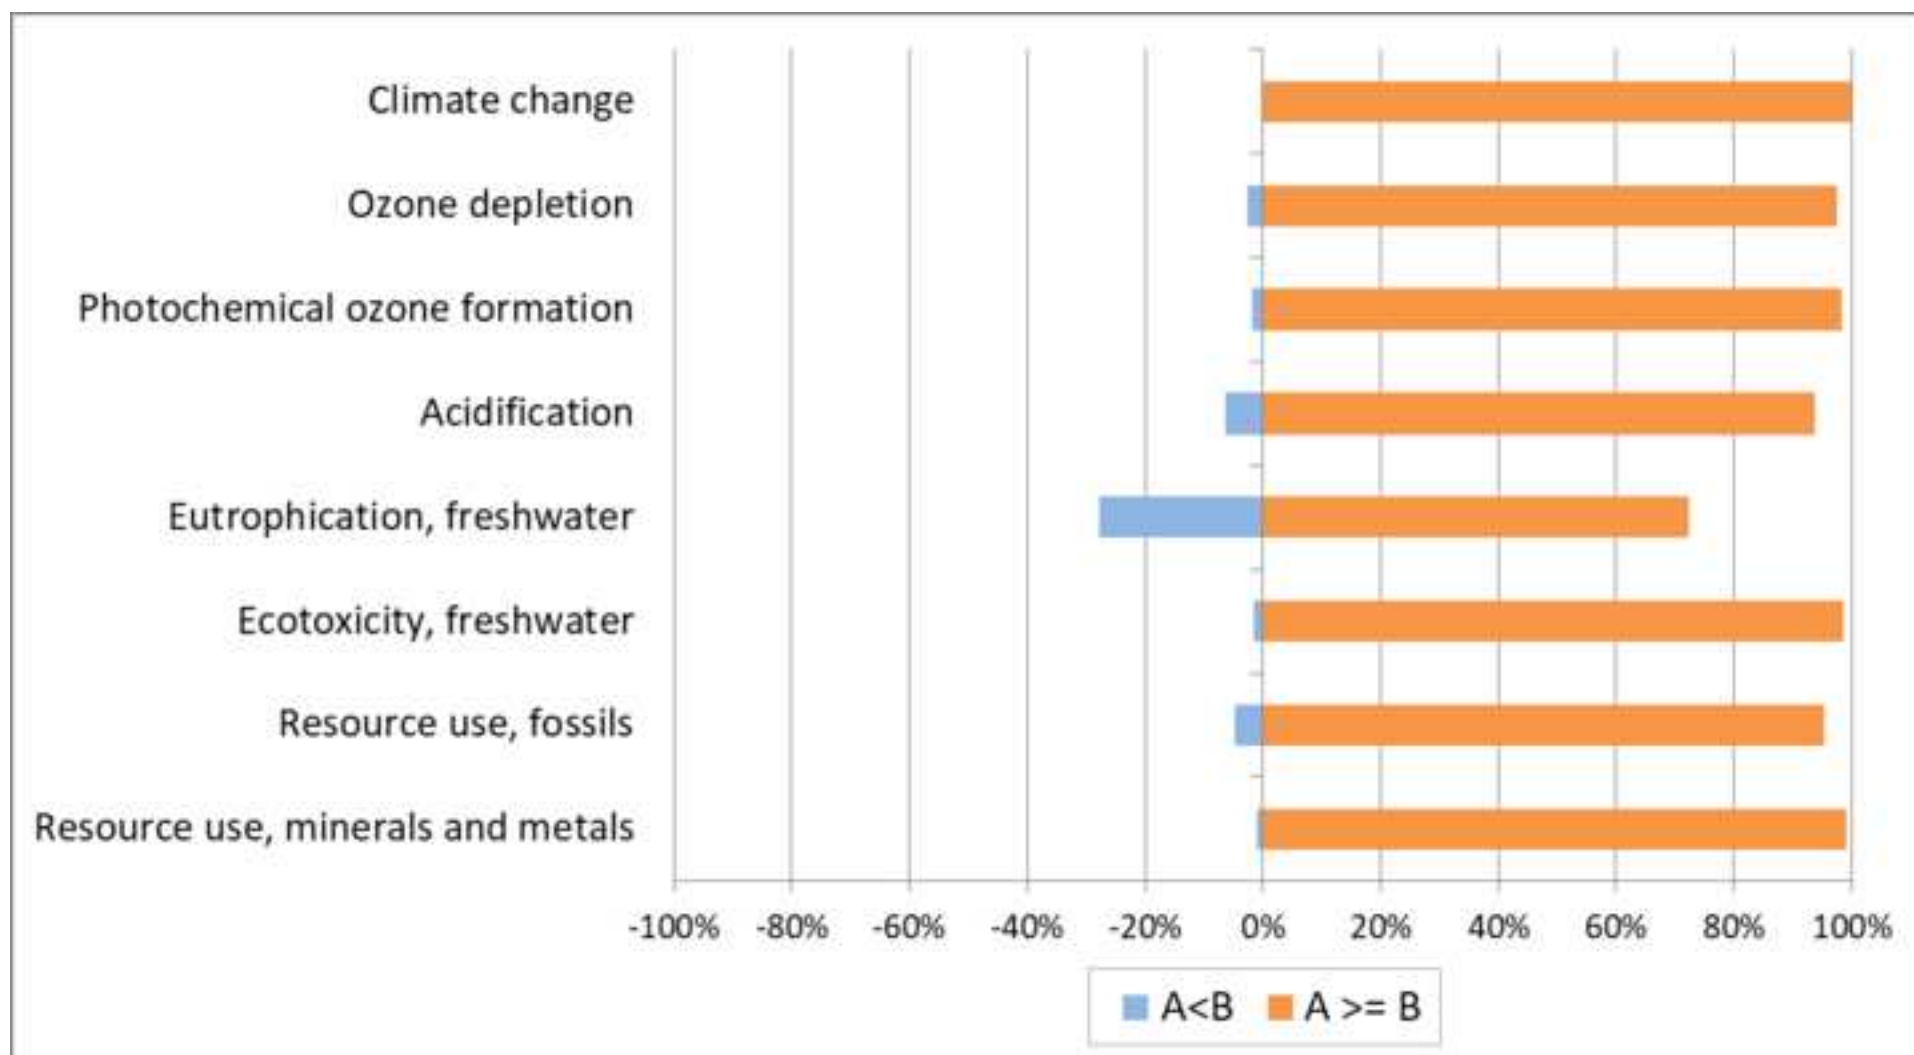 Climate change
Ozone depletion
Photochemical ozone formation
Acidification
Eutrophication, freshwater
Ecotoxicity, freshwater
Resource use, fossils
Resource use, minerals and metals
-100% -80% -60% -40% -20% 0% 20% 40% 60% 80% 100%
A<B A >= B